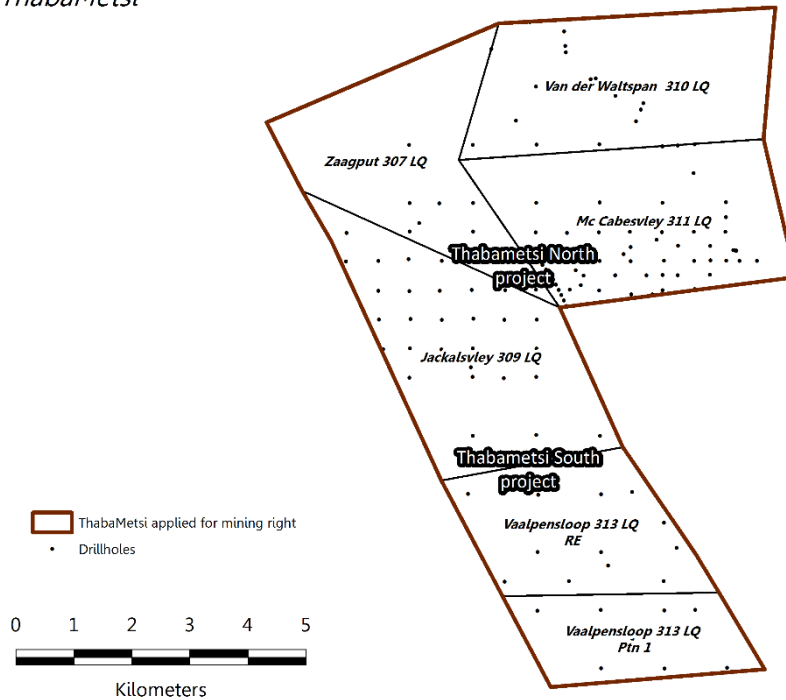 ThabaMetsi
Van der Waltspan 310 LQ
Zaagput 307 LQ
Mc Cabesvley 311 LQ
Thabametsi North
project
Jackalsvley 309 LQ
Thabametsi South
project
Vaalpensloop 313 LQ
RE
Vaalpensloop 313 LQ
Ptn 1
ThabaMetsi applied for mining right
Drillholes
0 1 2 3 4 5
Kilometers